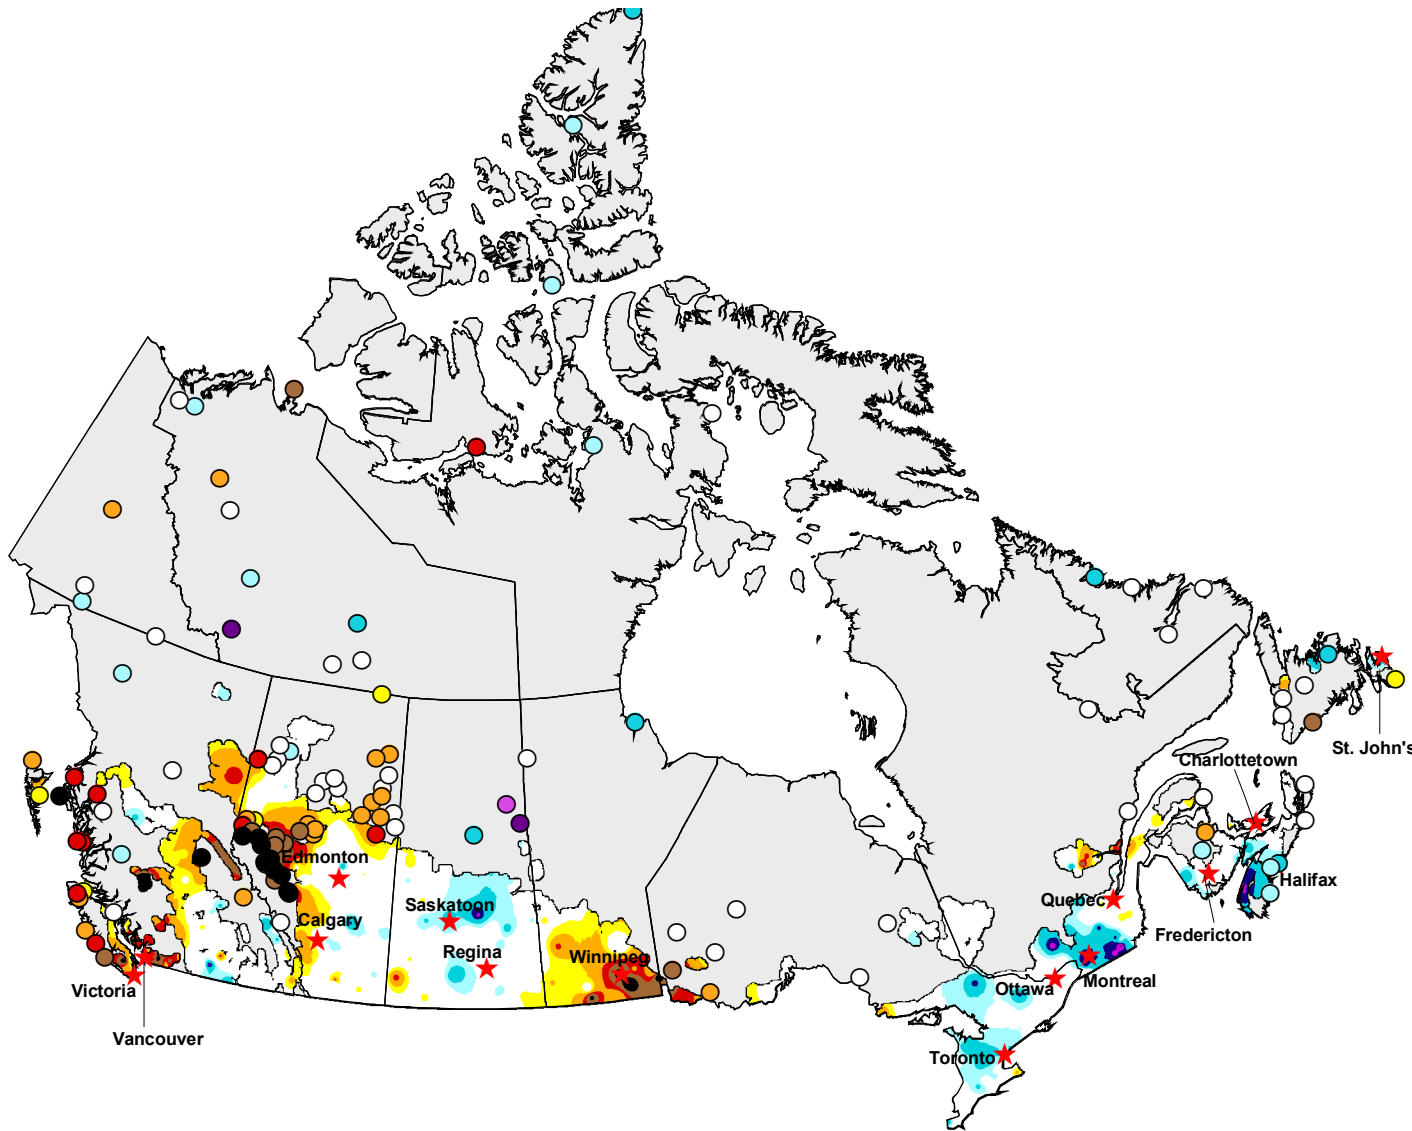 St. John's
Charlottetown
Edmonton
Halifax
Quebec
Saskatoon
Calgary
Fredericton
Regina
Winnipeg
Montreal
Ottawa
Victoria
Vancouver
Toronto